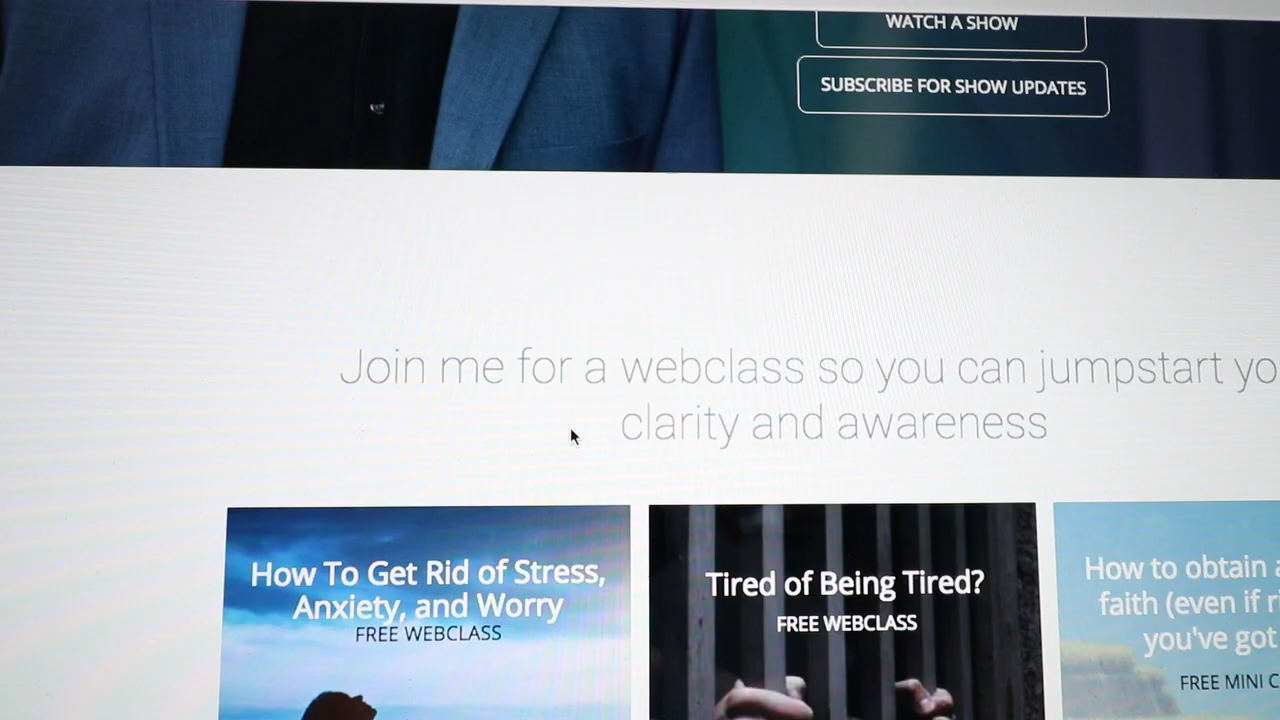 WATCH A SHOW
SUBSCRIBE FOR SHOW UPDATES
Join me for a webclass so you can jumpstart yo
clarity and awareness
How To Get Rid of Stress,
Anxiety, and Worry
FREE WEBCLASS
Tired of Being Tired?
FREE WEBCLASS
How to obtain
faith (even if
you've got
FREE MINI